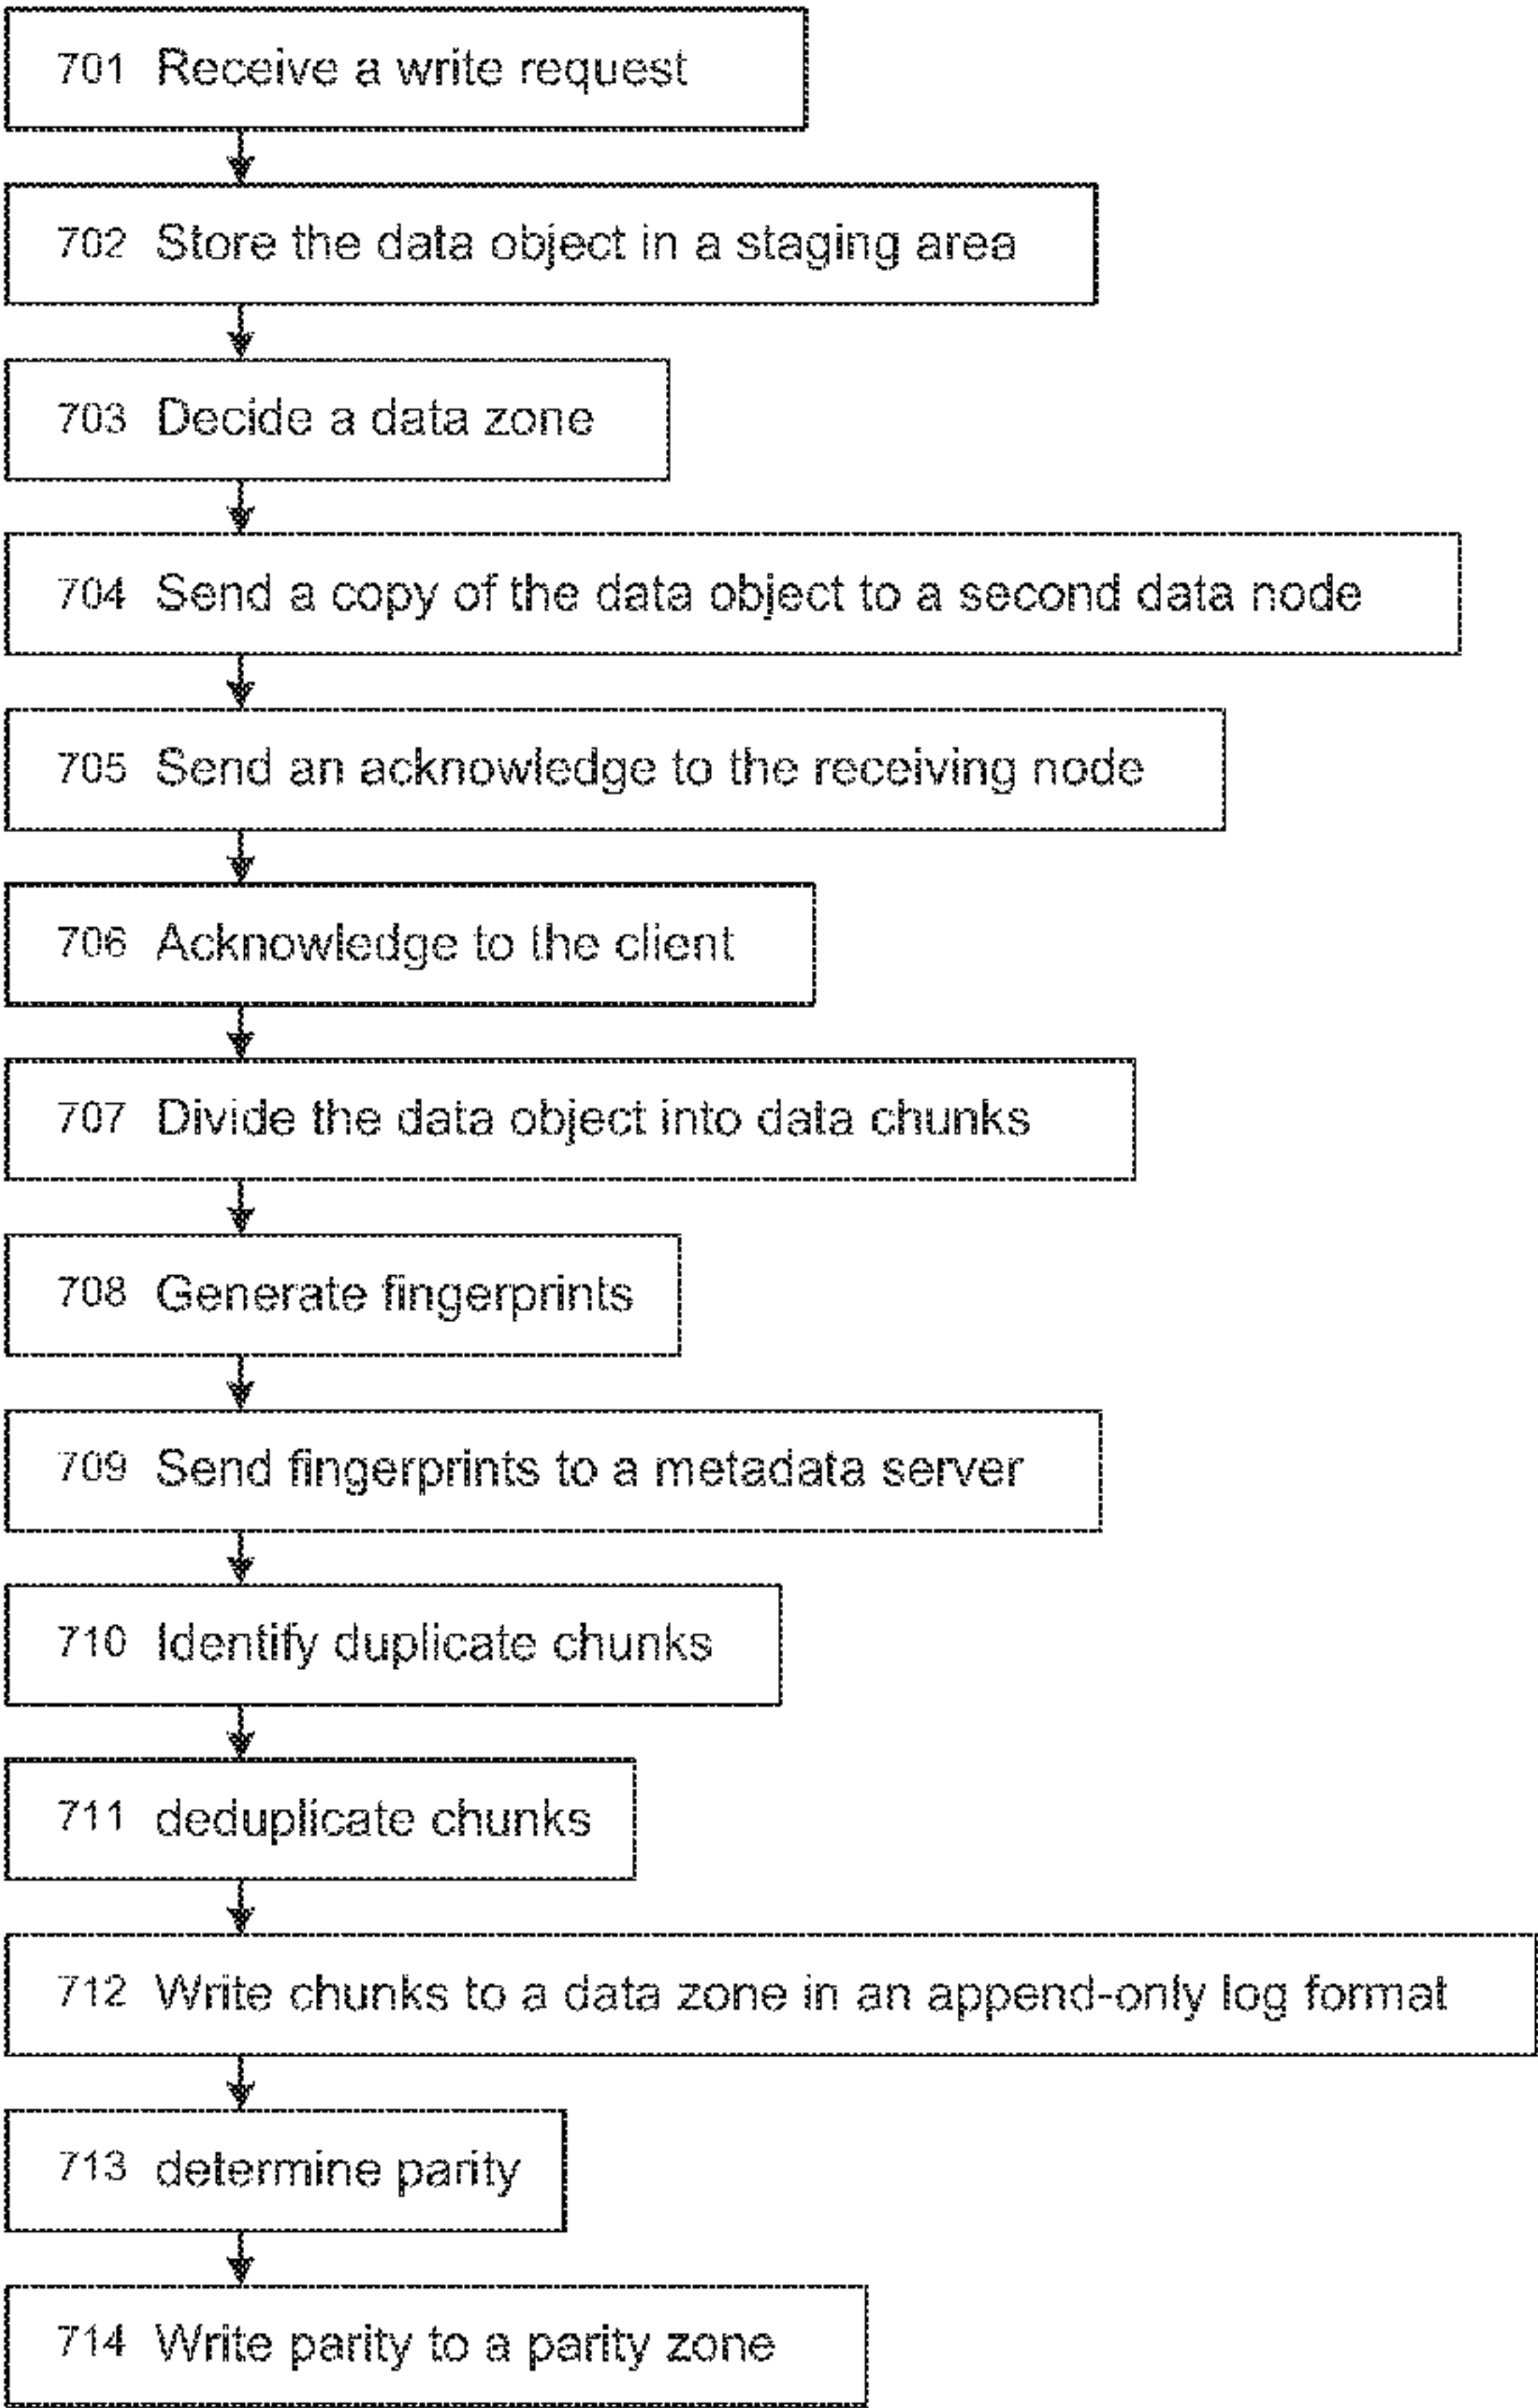 701 Receive a write request
702 Store the data object in a staging area
703 Decide a data zone
704 Send a copy of the data object to a second data node
705 Send an acknowledge to the receiving node
706 Acknowledge to the client
707 Divide the data object into data chunks
708 Generate fingerprints
709 Send fingerprints to a metadata server
710 Identify duplicate chunks
711 deduplicate chunks
712 Write chunks to a data zone in an append-only log format
713 determine parity
714 Write parity to a parity zone